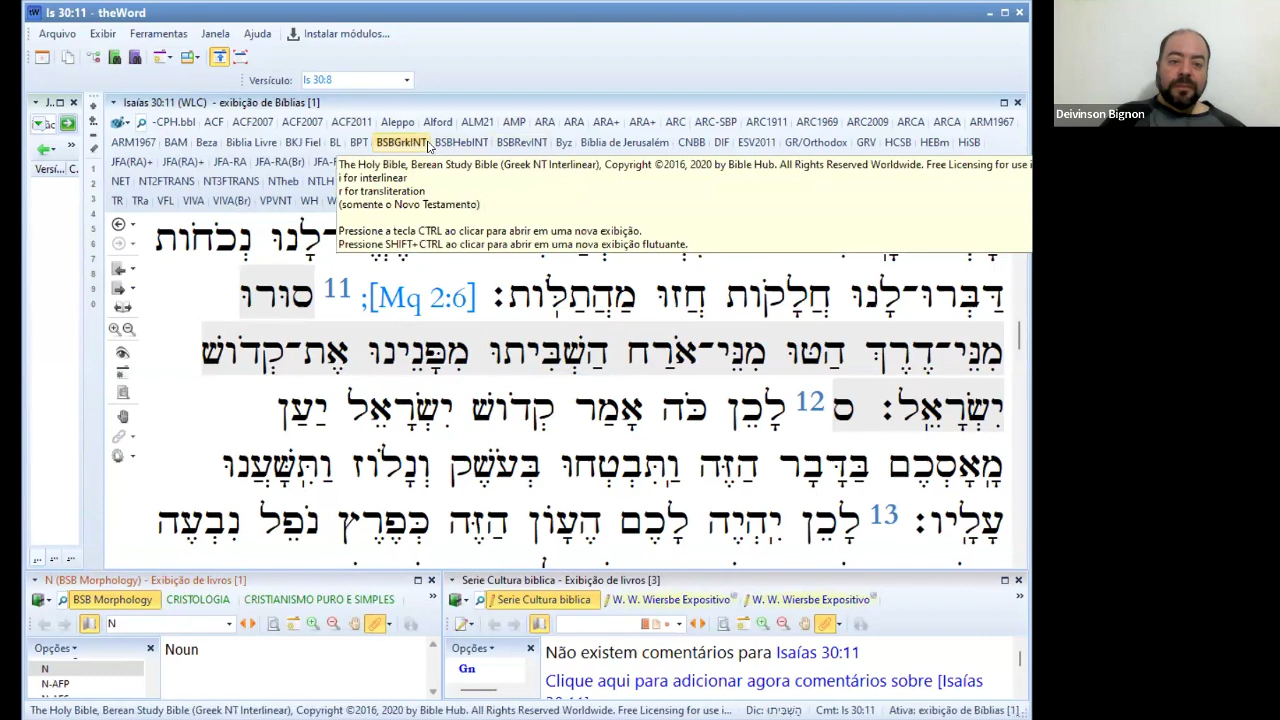 Is 30:11 - theWord
Arquivo Exibir Ferramentas Janela Ajuda Instalar módulos...
Versículo: Is 30:8
Isaías 30:11 (WLC) - exibição de Bíblias [1]
-CPH.bbl ACF ACF2007 ACF2007 ACF2011 Aleppo Alford ALM21 AMP ARA ARA ARA+ ARA+ ARC ARC-SBP ARC1911 ARC1969 ARC2009 ARCA ARCA ARM1967
ARM1967 BAM Beza Biblia Livre BKJ Fiel BL BPT BSBGrkINT BSBHebINT BSBRevINT Byz Bíblia de Jerusalém CNBB DIF ESV2011 GR/Orthodox GRV HCSB HEBm HiSB
JFA(RA)+ JFA(RA)+ JFA-RA JFA(Br)+
NET NT2FTRANS NT3FTRANS NTheb NTLH
TR TRa VFL VIVA VIVA(Br) VPVNT WH
The Holy Bible, Berean Study Bible (Greek NT Interlinear), Copyright ©2016, 2020 by Bible Hub. All Rights Reserved Worldwide. Free Licensing for use i
i for interlinear
r for transliteration
(somente o Novo Testamento)
Pressione a tecla CTRL ao clicar para abrir em uma nova exibição.
Pressione SHIFT+CTRL ao clicar para abrir em uma nova exibição flutuante.
לָנוּ נְכֹחוֹת
דַּבְּרוּ־לָנוּ חֲלָקוֹת חֲזוּ מַהֲתַלּוֹת׃ [Mq 2:6]; 11 סוּרוּ
מִנֵּי־דֶרֶךְ הַטּוּ מִנֵּי־אֹרַח הַשְׁבִּיתוּ מִפָּנֵינוּ אֶת־קְדוֹשׁ
יִשְׂרָאֵל׃ ס 12 לָכֵן כֹּה אָמַר קְדוֹשׁ יִשְׂרָאֵל יַעַן
מָאָסְכֶם בַּדָּבָר הַזֶּה וַתִּבְטְחוּ בְּעֹשֶׁק וְנָלוֹז וַתִּשָּׁעֲנוּ
עָלָיו׃ 13 לָכֵן יִהְיֶה לָכֶם הֶעָוֺן הַזֶּה כְּפֶרֶץ נֹפֵל נִבְעֶה
Deivinson Bignon
N (BSB Morphology) - Exibição de livros [1]
BSB Morphology CRISTOLOGIA CRISTIANISMO PURO E SIMPLES
N
Opções
N
N-AFP
Noun
Serie Cultura biblica - Exibição de livros [3]
Serie Cultura biblica W. W. Wiersbe Expositivo W. W. Wiersbe Expositivo
Opções
Gn
Não existem comentários para Isaías 30:11
Clique aqui para adicionar agora comentários sobre [Isaías
The Holy Bible, Berean Study Bible (Greek NT Interlinear), Copyright ©2016, 2020 by Bible Hub. All Rights Reserved Worldwide. Free Licensing for use i... Dic: הַשְׁבִּיתוּ Cmt: Is 30:11 Ativa: exibição de Bíblias [1]